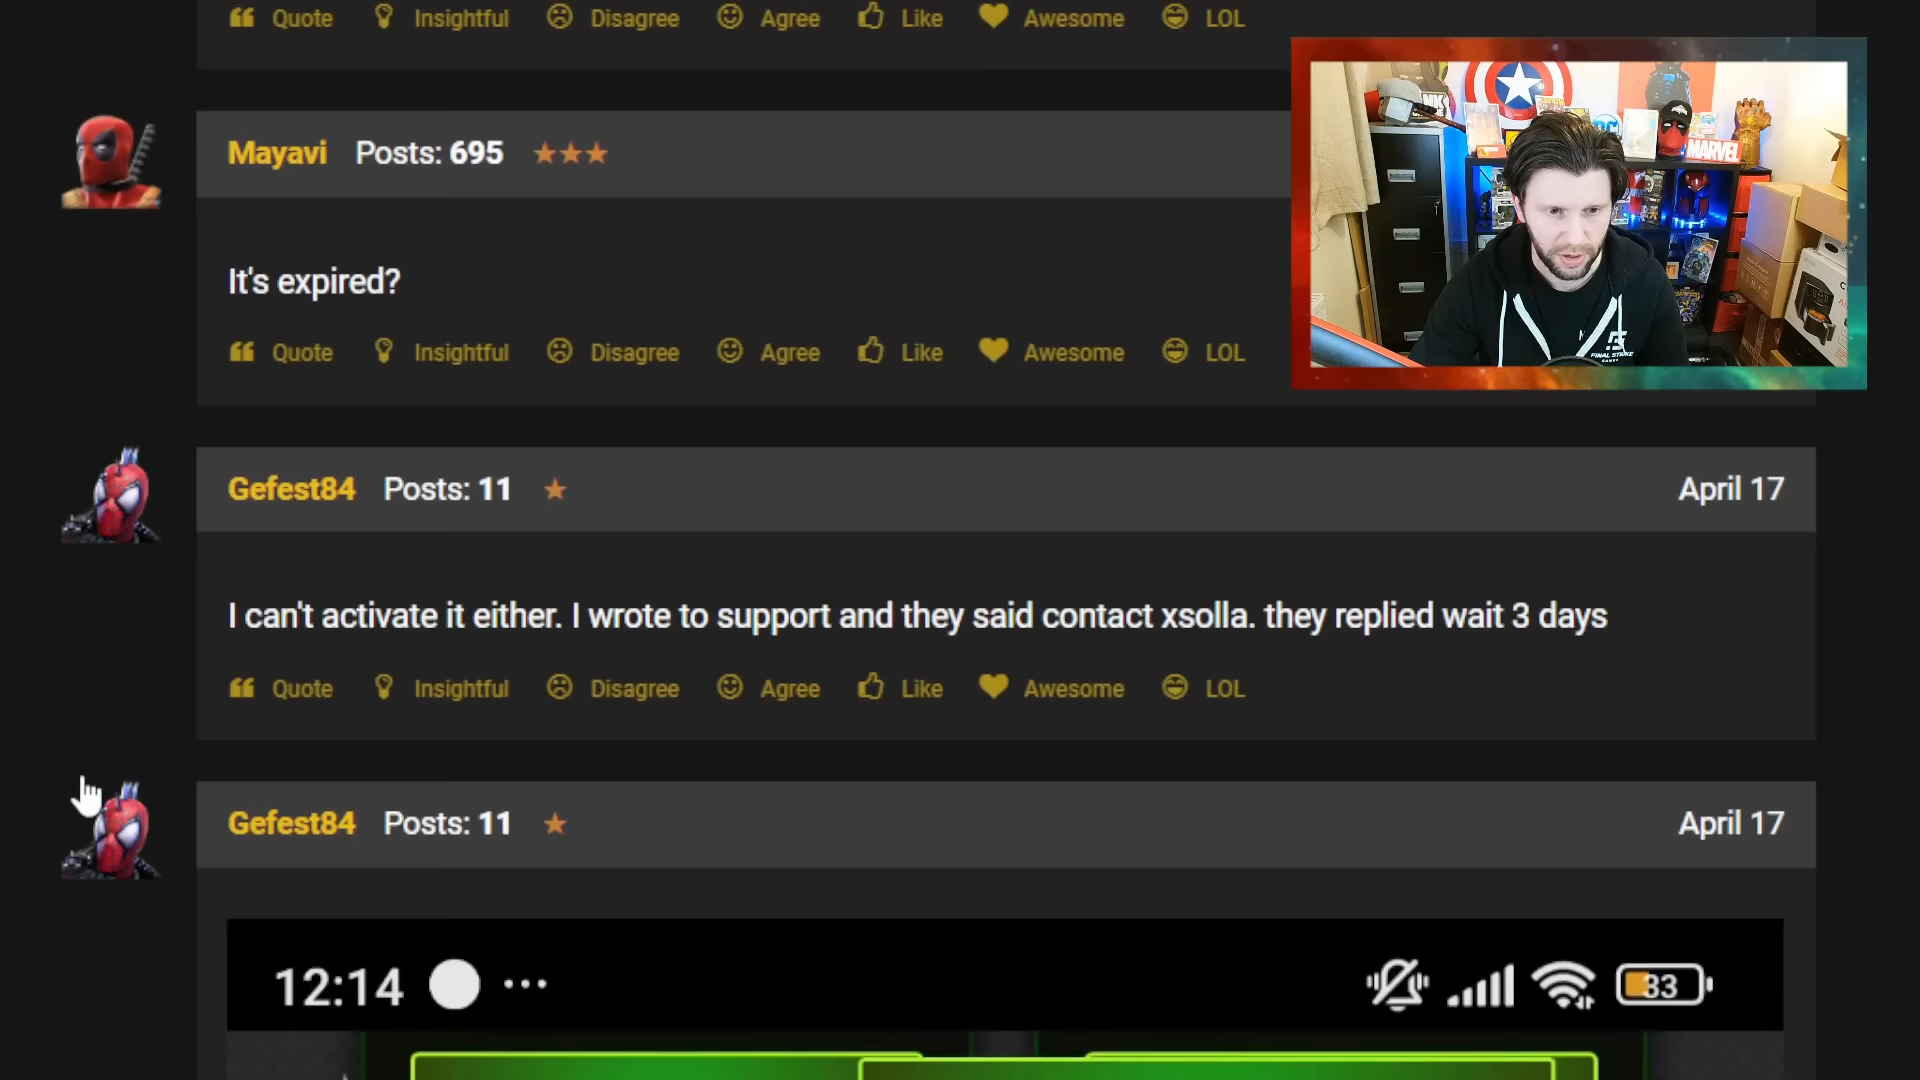 Quote Insightful Disagree Agree Like Awesome LOL
Mayavi Posts: 695
It's expired?
Quote Insightful Disagree Agree Like Awesome LOL
MARVEL
FINAL STRIKE
GAMES
Gefest84 Posts: 11 April 17
I can't activate it either. I wrote to support and they said contact xsolla. they replied wait 3 days
Quote Insightful Disagree Agree Like Awesome LOL
Gefest84 Posts: 11 April 17
12:14 33